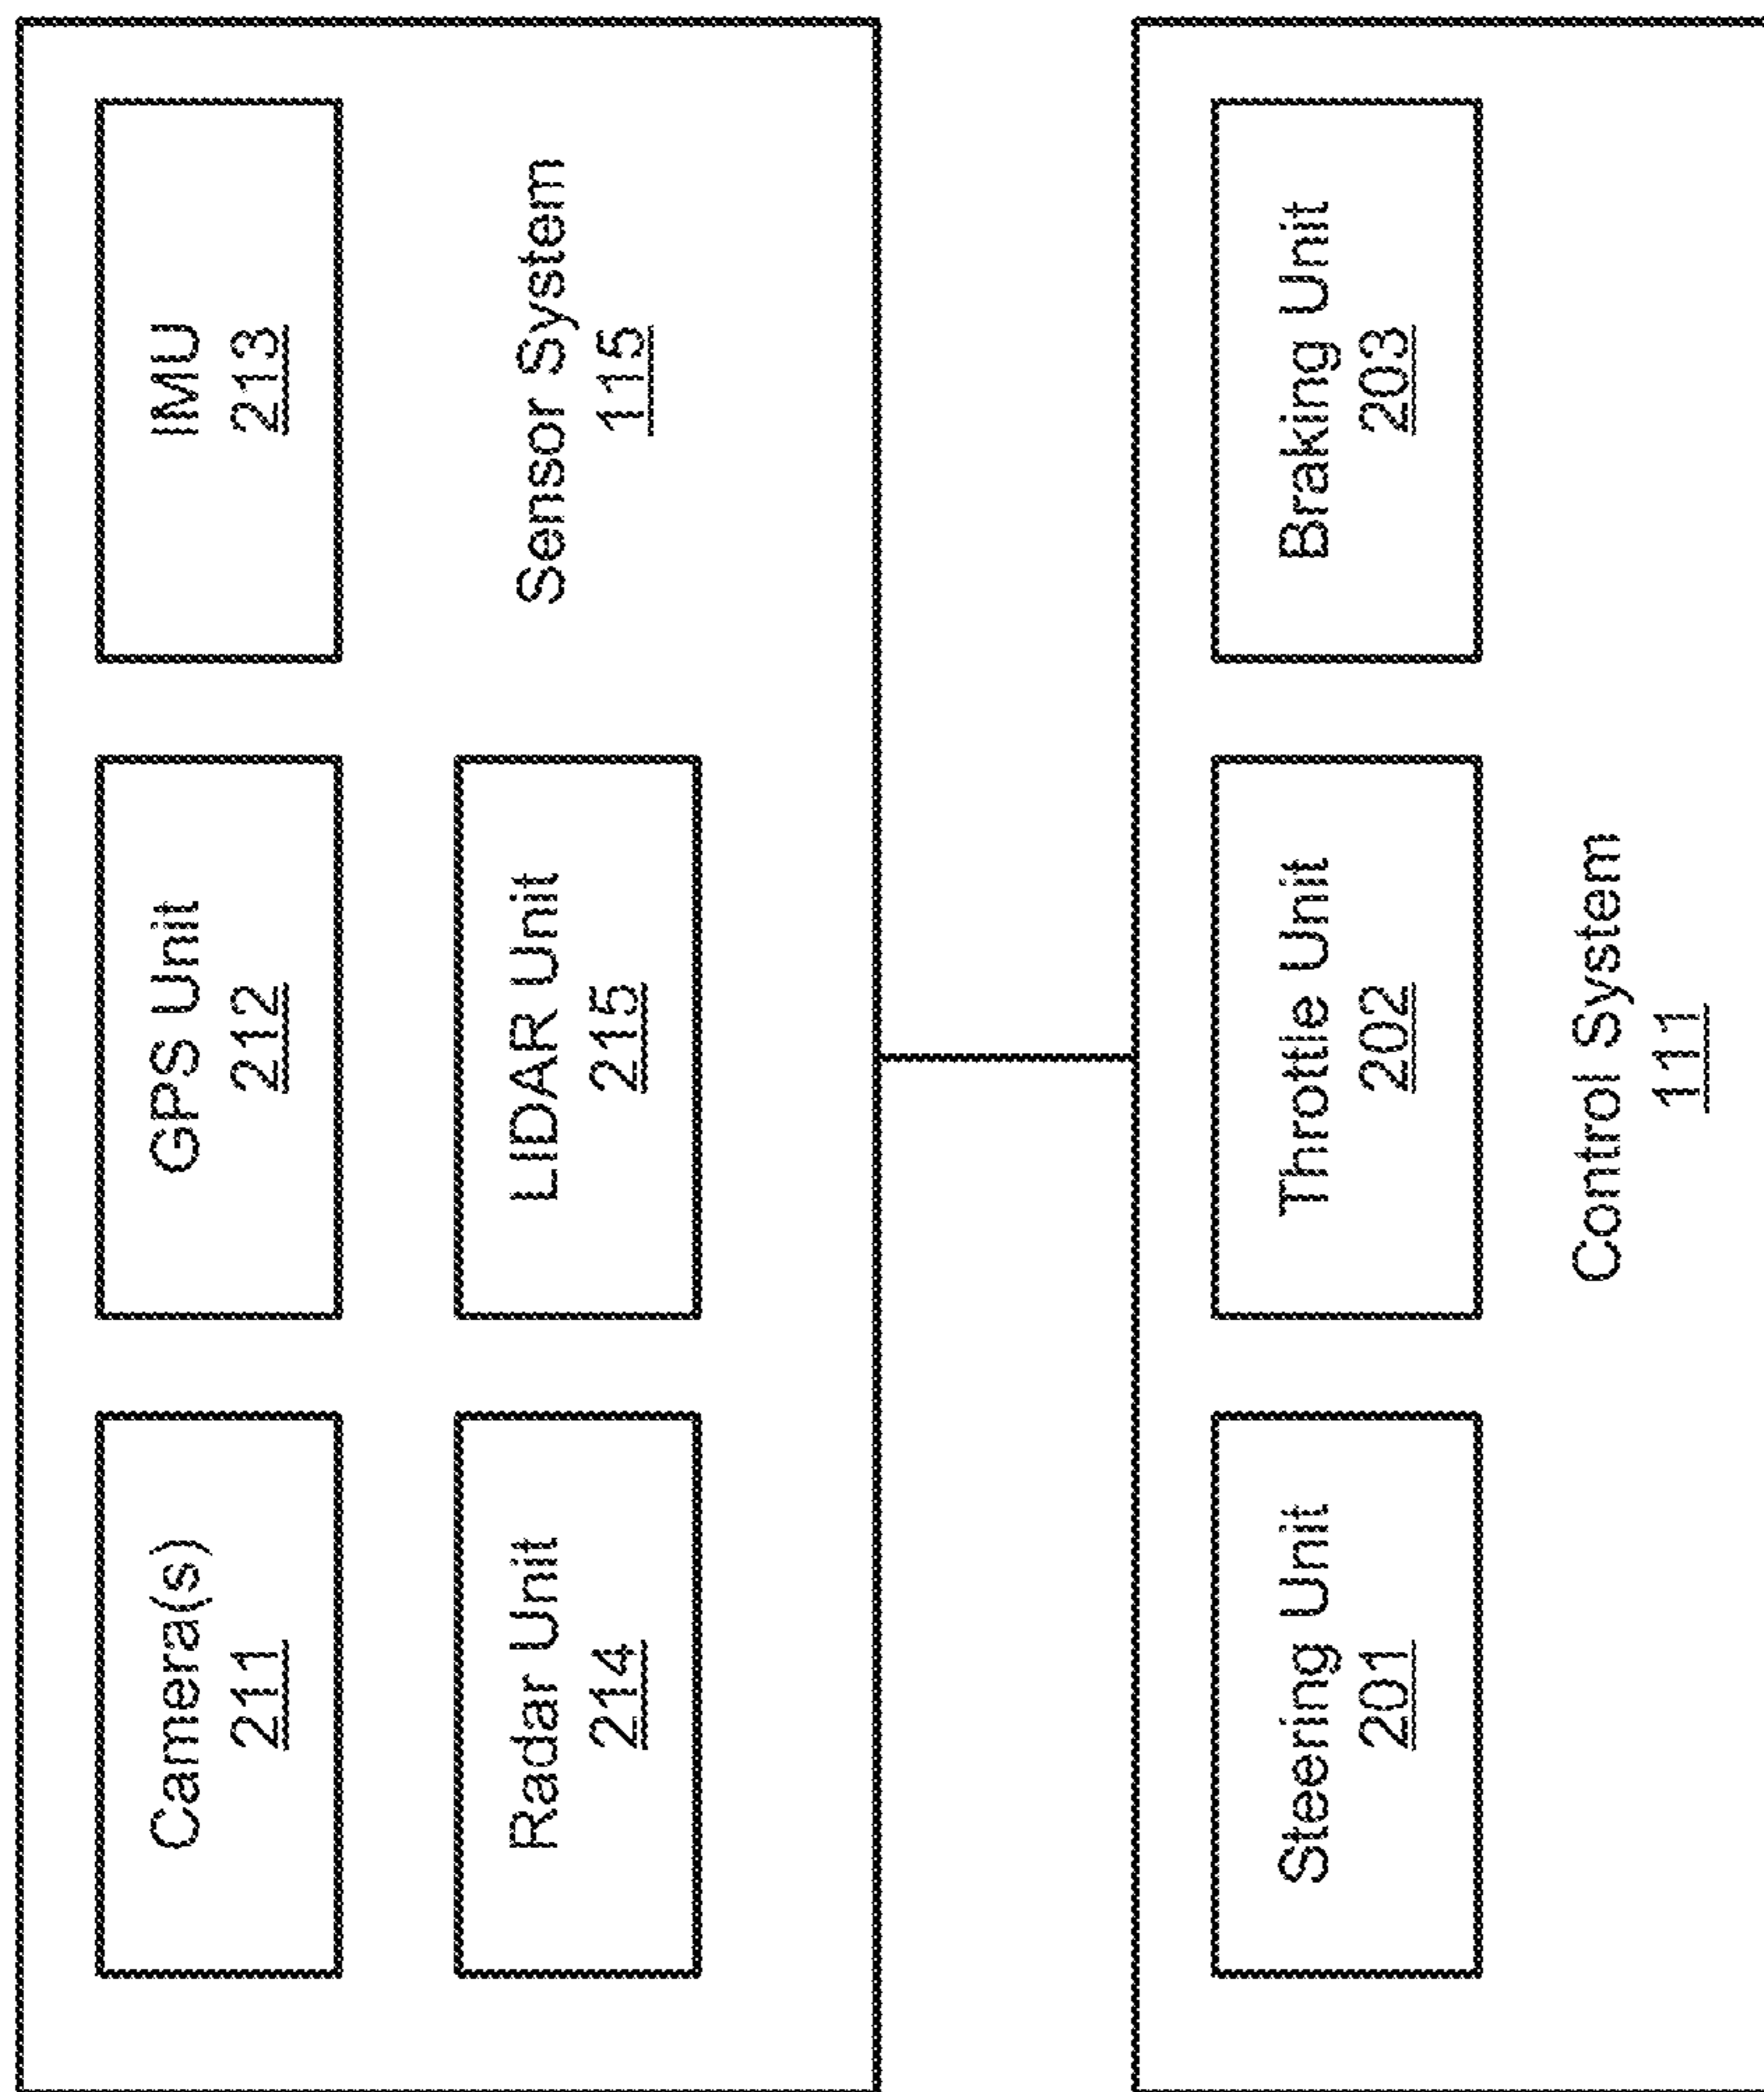 Camera(s)
211
GPS Unit
212
IMU
213
Radar Unit
214
LIDAR Unit
215
Sensor System
115
Steering Unit
201
Throttle Unit
202
Braking Unit
203
Control System
111